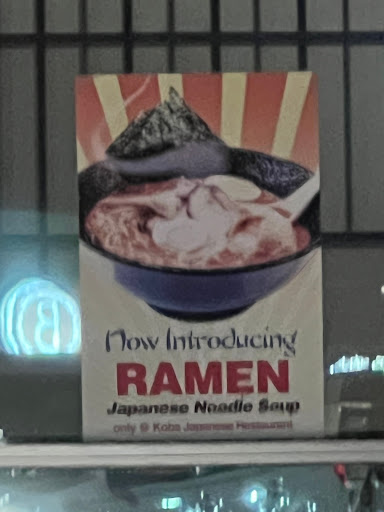 Now Introducing
RAMEN
Japanese Noodle Soup
only @ Koba Japanese Restaurant